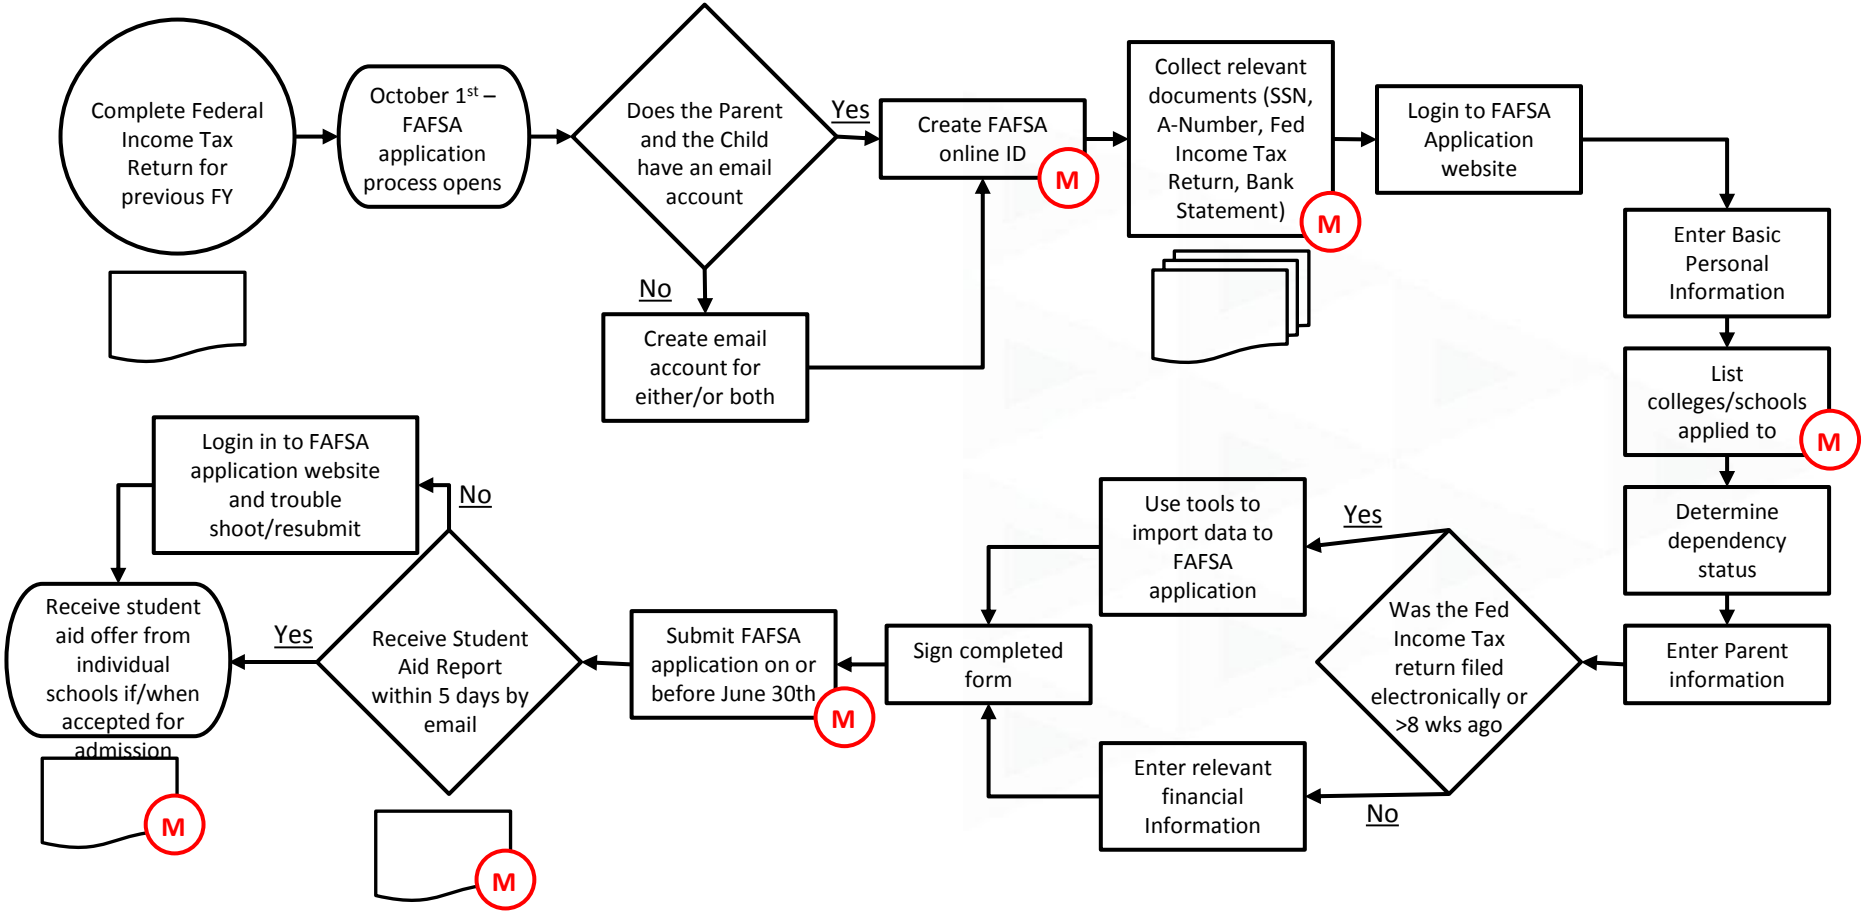 Complete Federal
Income Tax
Return for
previous FY
October 1st –
FAFSA
application
process opens
Does the Parent
and the Child
have an email
account
Yes
No
Create email
account for
either/or both
Create FAFSA
online ID
M
Collect relevant
documents (SSN,
A-Number, Fed
Income Tax
Return, Bank
Statement)
M
Login to FAFSA
Application
website
Enter Basic
Personal
Information
List
colleges/schools
applied to
M
Determine
dependency
status
Enter Parent
information
Was the Fed
Income Tax
return filed
electronically or
>8 wks ago
Yes
Use tools to
import data to
FAFSA
application
No
Enter relevant
financial
Information
Sign completed
form
Submit FAFSA
application on or
before June 30th
M
Receive Student
Aid Report
within 5 days by
email
M
No
Login in to FAFSA
application website
and trouble
shoot/resubmit
Yes
Receive student
aid offer from
individual
schools if/when
accepted for
admission
M